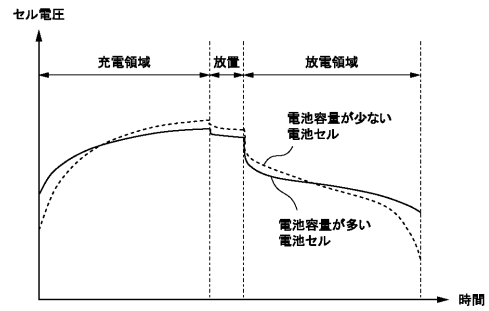 セル電圧
充電領域
放置
放電領域
電池容量が少ない
電池セル
電池容量が多い
電池セル
時間